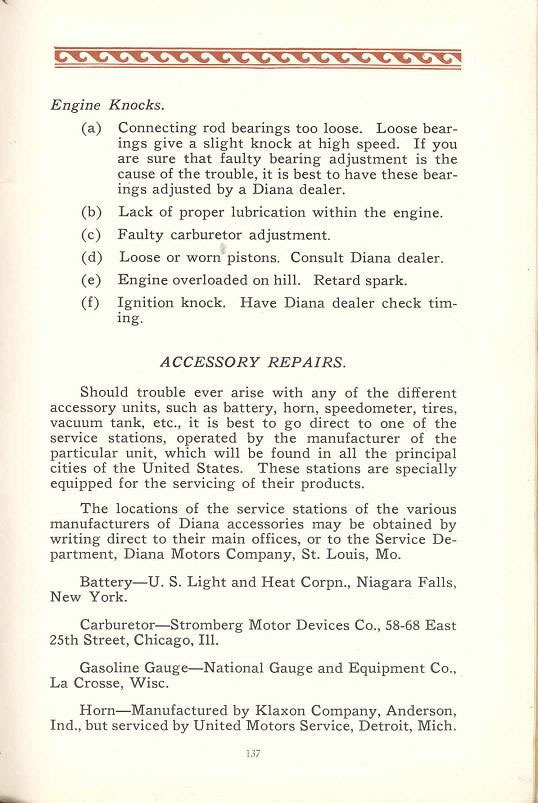 Engine Knocks.
(a) Connecting rod bearings too loose. Loose bear-
ings give a slight knock at high speed. If you
are sure that faulty bearing adjustment is the
cause of the trouble, it is best to have these bear-
ings adjusted by a Diana dealer.
(b) Lack of proper lubrication within the engine.
(c) Faulty carburetor adjustment.
(d) Loose or worn pistons. Consult Diana dealer.
(e) Engine overloaded on hill. Retard spark.
(f) Ignition knock. Have Diana dealer check tim-
ing.
ACCESSORY REPAIRS.
Should trouble ever arise with any of the different
accessory units, such as battery, horn, speedometer, tires,
vacuum tank, etc., it is best to go direct to one of the
service stations, operated by the manufacturer of the
particular unit, which will be found in all the principal
cities of the United States. These stations are specially
equipped for the servicing of their products.
The locations of the service stations of the various
manufacturers of Diana accessories may be obtained by
writing direct to their main offices, or to the Service De-
partment, Diana Motors Company, St. Louis, Mo.
Battery—U. S. Light and Heat Corpn., Niagara Falls,
New York.
Carburetor—Stromberg Motor Devices Co., 58-68 East
25th Street, Chicago, Ill.
Gasoline Gauge—National Gauge and Equipment Co.,
La Crosse, Wisc.
Horn—Manufactured by Klaxon Company, Anderson,
Ind., but serviced by United Motors Service, Detroit, Mich.
137